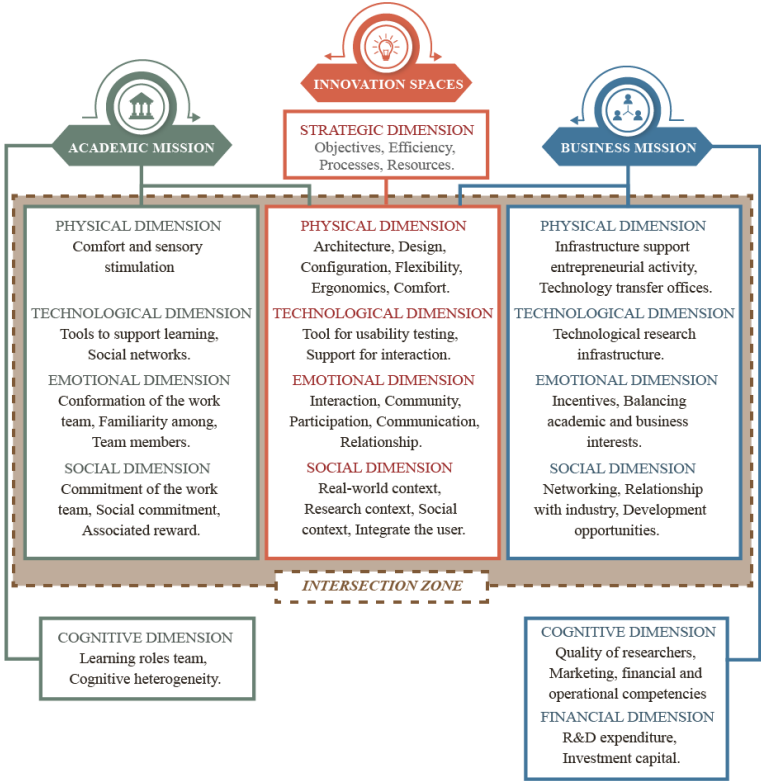 INNOVATION SPACES
ACADEMIC MISSION
BUSINESS MISSION
STRATEGIC DIMENSION
Objectives, Efficiency,
Processes, Resources.
PHYSICAL DIMENSION
Comfort and sensory
stimulation
TECHNOLOGICAL DIMENSION
Tools to support learning,
Social networks.
EMOTIONAL DIMENSION
Conformation of the work
team, Familiarity among,
Team members.
SOCIAL DIMENSION
Commitment of the work
team, Social commitment,
Associated reward.
PHYSICAL DIMENSION
Architecture, Design,
Configuration, Flexibility,
Ergonomics, Comfort.
TECHNOLOGICAL DIMENSION
Tool for usability testing,
Support for interaction.
EMOTIONAL DIMENSION
Interaction, Community,
Participation, Communication,
Relationship.
SOCIAL DIMENSION
Real-world context,
Research context, Social
context, Integrate the user.
PHYSICAL DIMENSION
Infrastructure support
entrepreneurial activity,
Technology transfer offices.
TECHNOLOGICAL DIMENSION
Technological research
infrastructure.
EMOTIONAL DIMENSION
Incentives, Balancing
academic and business
interests.
SOCIAL DIMENSION
Networking, Relationship
with industry, Development
opportunities.
INTERSECTION ZONE
COGNITIVE DIMENSION
Learning roles team,
Cognitive heterogeneity.
COGNITIVE DIMENSION
Quality of researchers,
Marketing, financial and
operational competencies
FINANCIAL DIMENSION
R&D expenditure,
Investment capital.